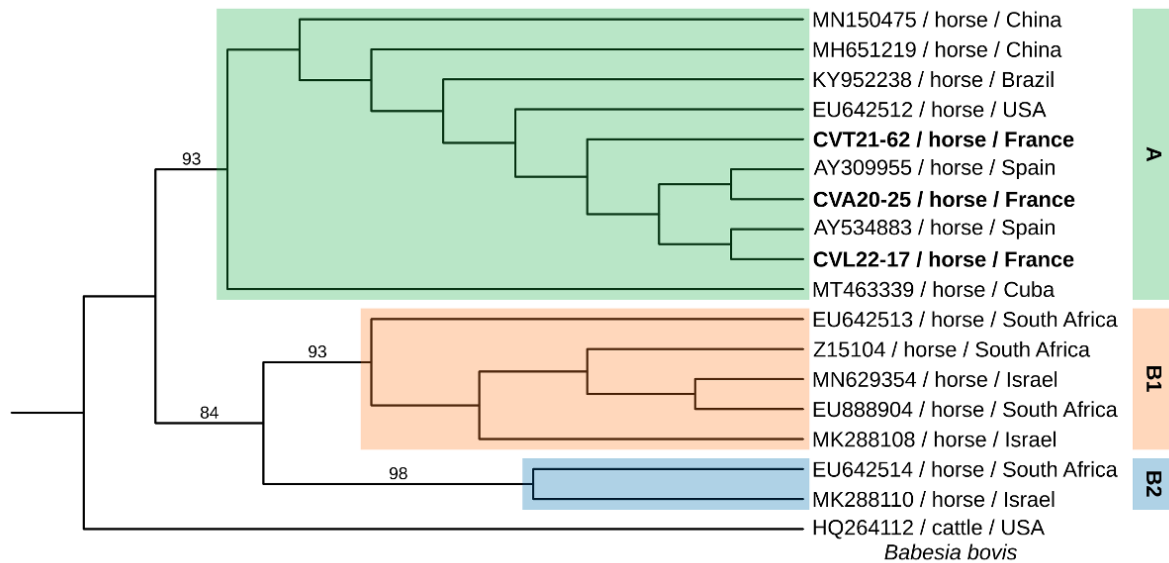 MN150475 / horse / China
MH651219 / horse / China
KY952238 / horse / Brazil
EU642512 / horse / USA
CVT21-62 / horse / France
A
93
AY309955 / horse / Spain
CVA20-25 / horse / France
AY534883 / horse / Spain
CVL22-17 / horse / France
MT463339 / horse / Cuba
EU642513 / horse / South Africa
93
Z15104 / horse / South Africa
MN629354 / horse / Israel
B1
84
EU888904 / horse / South Africa
MK288108 / horse / Israel
98
EU642514 / horse / South Africa
B2
MK288110 / horse / Israel
HQ264112 / cattle / USA
Babesia bovis